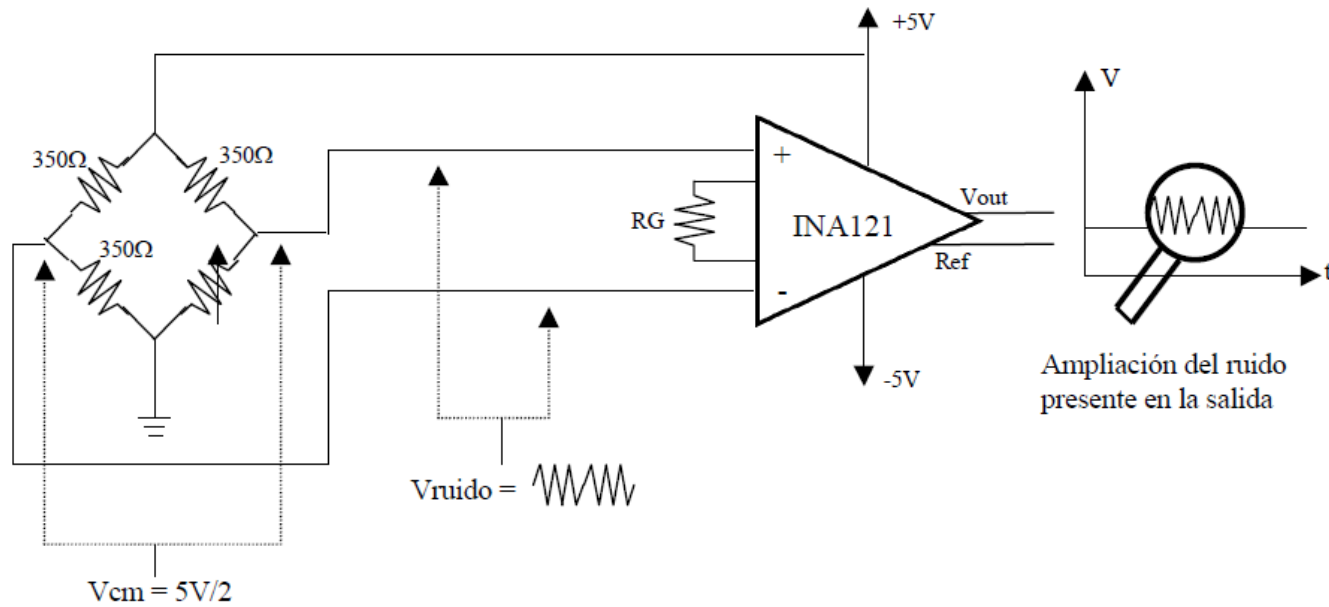 +5V
V
350Ω
350Ω
+
350Ω
RG
INA121
Vout
Ref
t
-
-5V
Ampliación del ruido
presente en la salida
Vruido =
Vcm = 5V/2